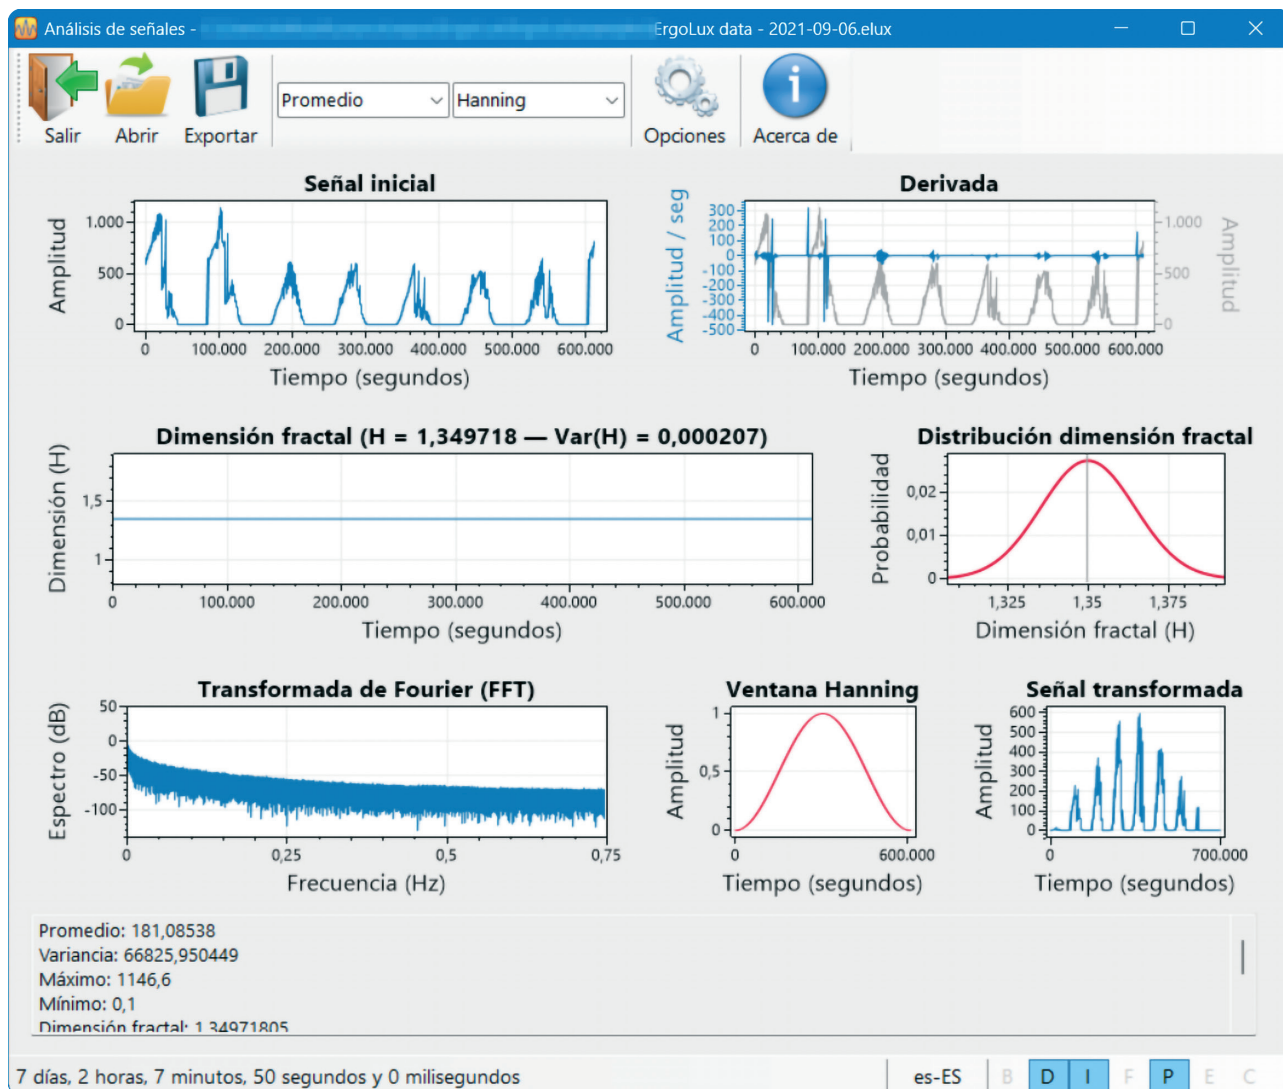 Análisis de señales - ErgoLux data - 2021-09-06.elux
Salir Abrir Exportar Promedio Hanning Opciones Acerca de
Señal inicial
Amplitud
1.000
500
0
0 100.000 200.000 300.000 400.000 500.000 600.000
Tiempo (segundos)
Derivada
Amplitud / seg
300
200
100
0
-100
-200
-300
-400
-500
1.000
500
0
Amplitud
0 100.000 200.000 300.000 400.000 500.000 600.000
Tiempo (segundos)
Dimensión fractal (H = 1,349718 — Var(H) = 0,000207)
Dimensión (H)
1,5
1
0 100.000 200.000 300.000 400.000 500.000 600.000
Tiempo (segundos)
Distribución dimensión fractal
Probabilidad
0,02
0,01
0
1,325 1,35 1,375
Dimensión fractal (H)
Transformada de Fourier (FFT)
Espectro (dB)
50
0
-50
-100
0 0,25 0,5 0,75
Frecuencia (Hz)
Ventana Hanning
Amplitud
1
0,5
0
0 600.000
Tiempo (segundos)
Señal transformada
Amplitud
600
500
400
300
200
100
0
0 700.000
Tiempo (segundos)
Promedio: 181,08538
Variancia: 66825,950449
Máximo: 1146,6
Mínimo: 0,1
Dimensión fractal: 1,34971805
7 días, 2 horas, 7 minutos, 50 segundos y 0 milisegundos es-ES B D I F P E C